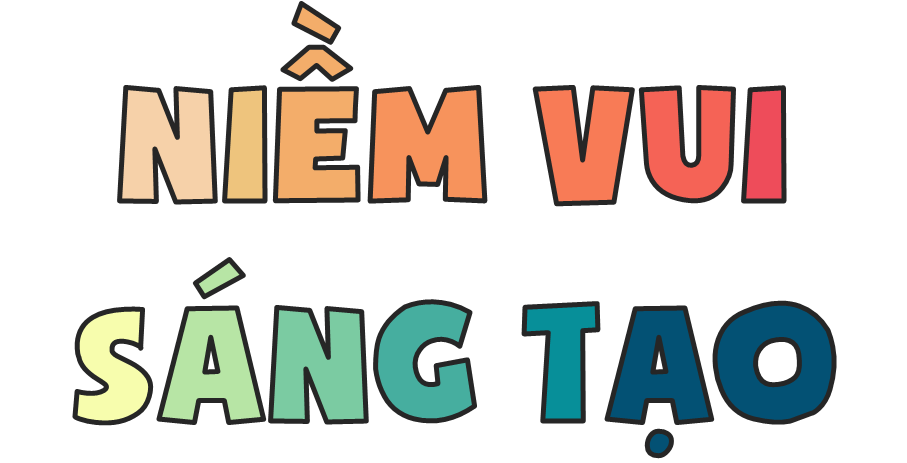 NIỀM VUI
SÁNG TẠO